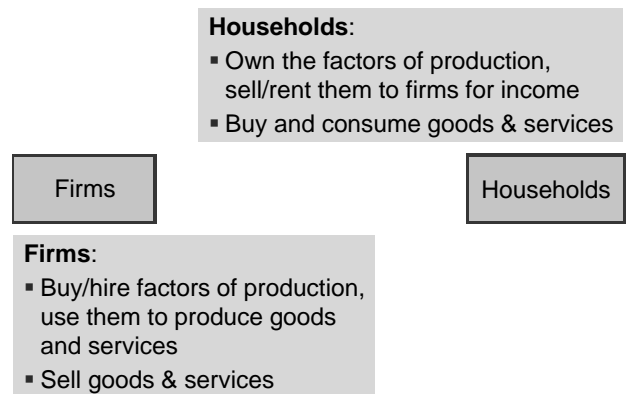 Households:
▪ Own the factors of production,
sell/rent them to firms for income
▪ Buy and consume goods & services
Firms
Households
Firms:
▪ Buy/hire factors of production,
use them to produce goods
and services
▪ Sell goods & services